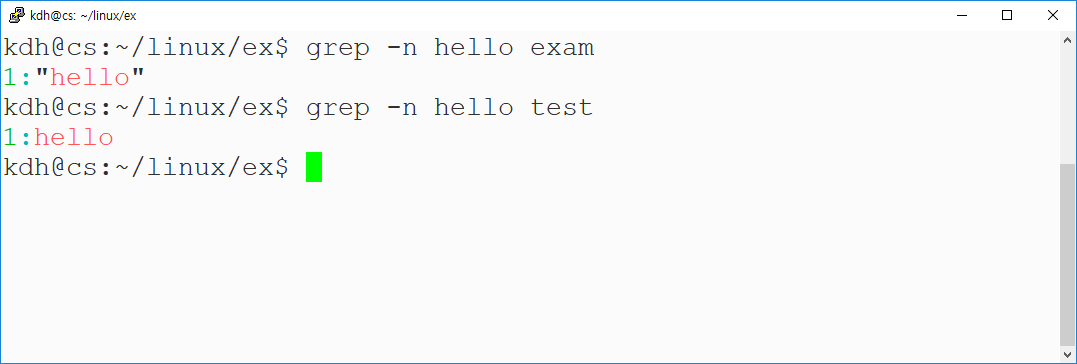 kdh@cs: ~/linux/ex
kdh@cs:~/linux/ex$ grep -n hello exam
1:"hello"
kdh@cs:~/linux/ex$ grep -n hello test
1:hello
kdh@cs:~/linux/ex$